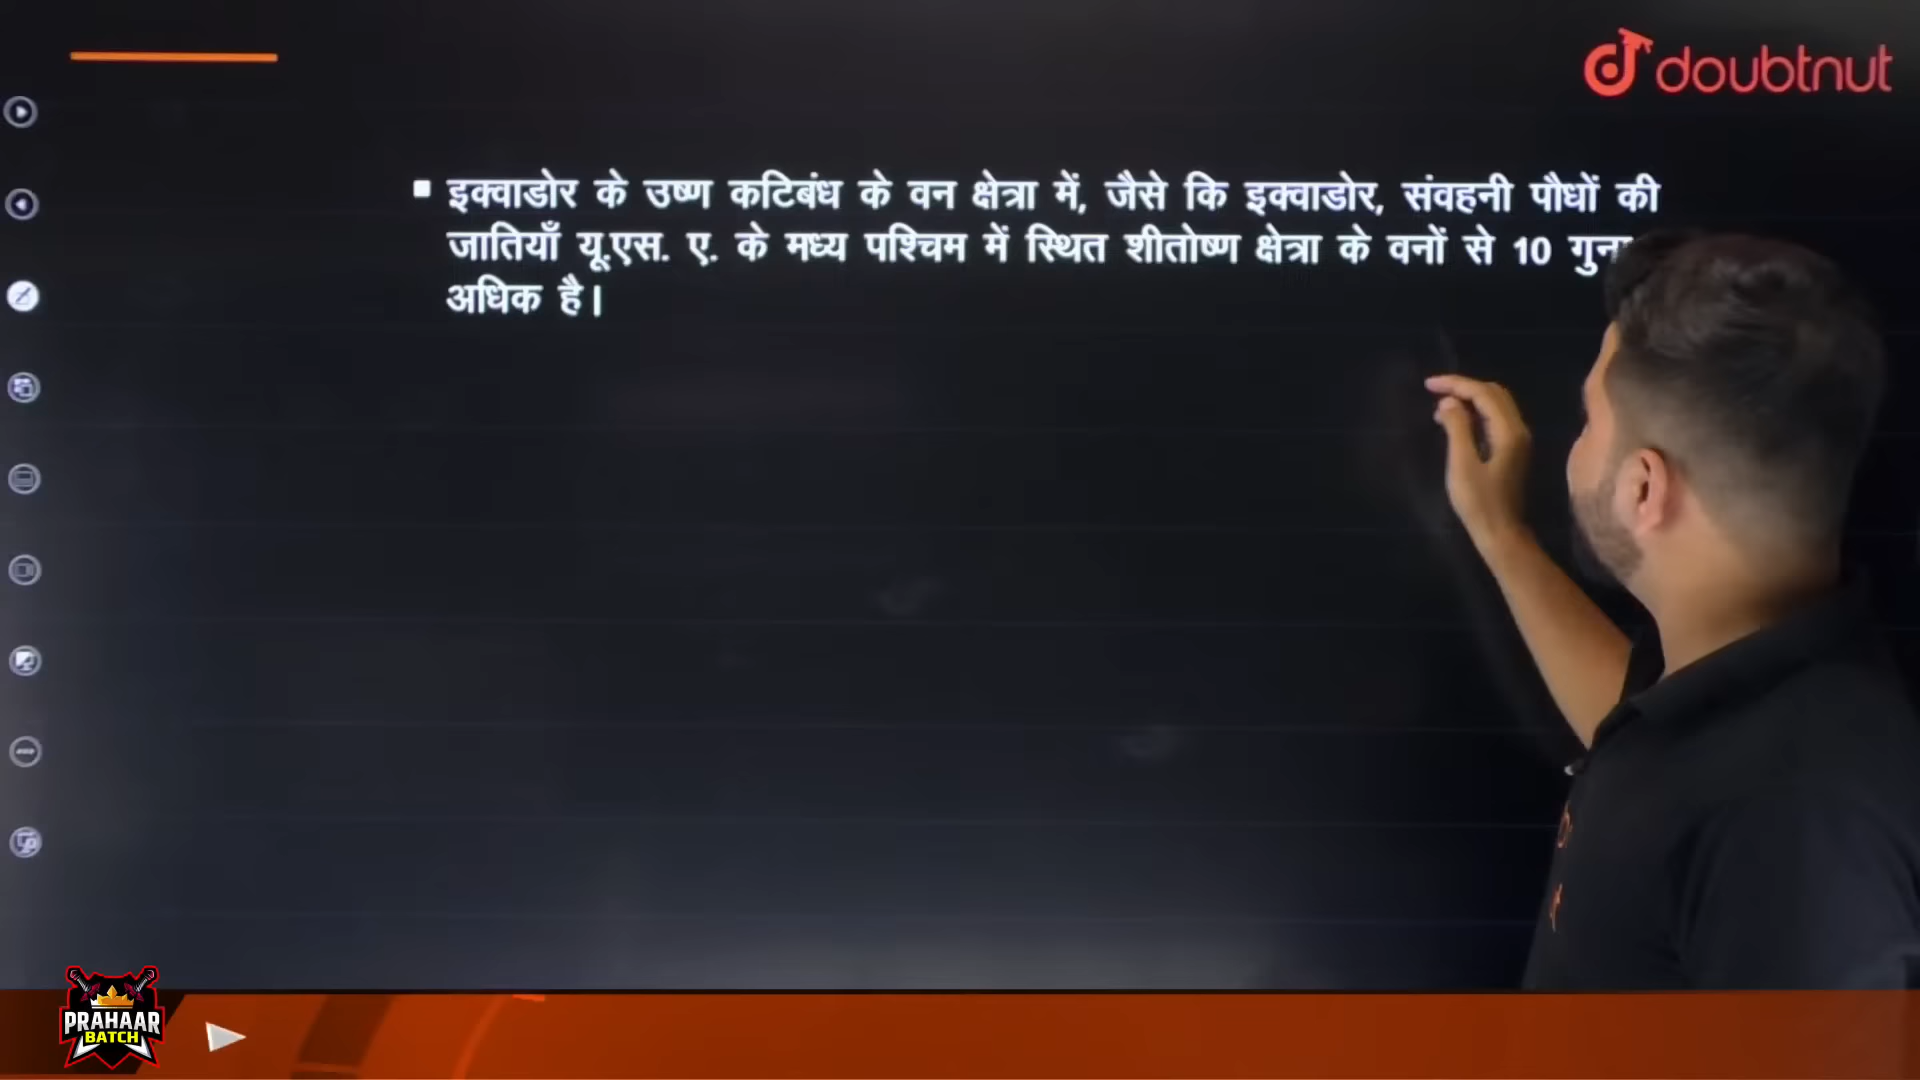 doubtnut
इक्वाडोर के उष्ण कटिबंध के वन क्षेत्रा में, जैसे कि इक्वाडोर, संवहनी पौधों की
जातियाँ यू.एस. ए. के मध्य पश्चिम में स्थित शीतोष्ण क्षेत्रा के वनों से 10
अधिक है।
PRAHAAR
BATCH